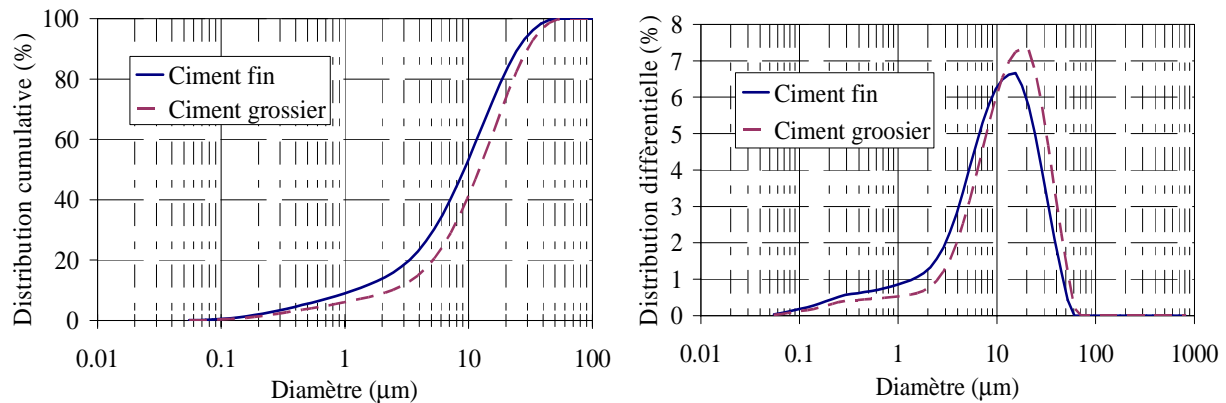 Distribution cumulative (%)
100
80
60
40
20
0
Ciment fin
Ciment grossier
0.01 0.1 1 10 100
Diamètre (μm)
Distribution diffèrentielle (%)
8
7
6
5
4
3
2
1
0
Ciment fin
Ciment groosier
0.01 0.1 1 10 100 1000
Diamètre (μm)